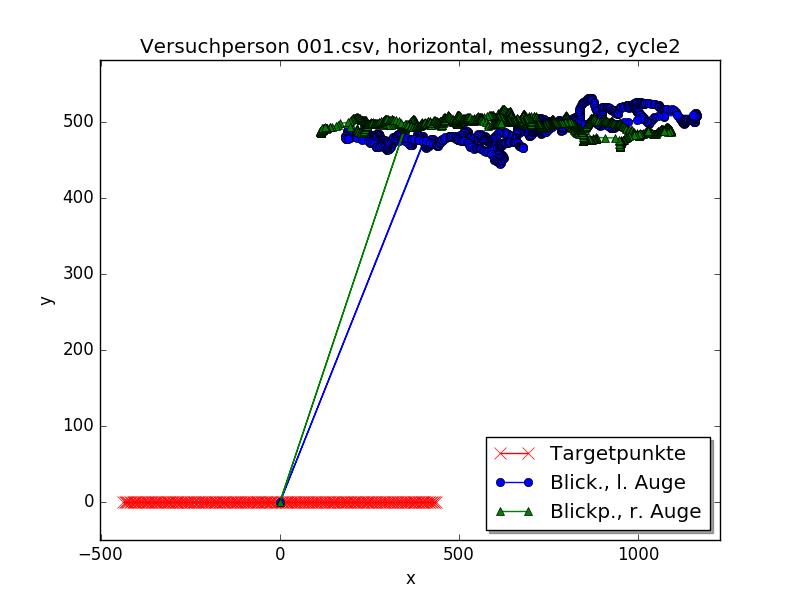 Versuchperson 001.csv, horizontal, messung2, cycle2
500
400
300
200
100
0
y
−500
0
500
1000
x
Targetpunkte
Blick., l. Auge
Blickp., r. Auge